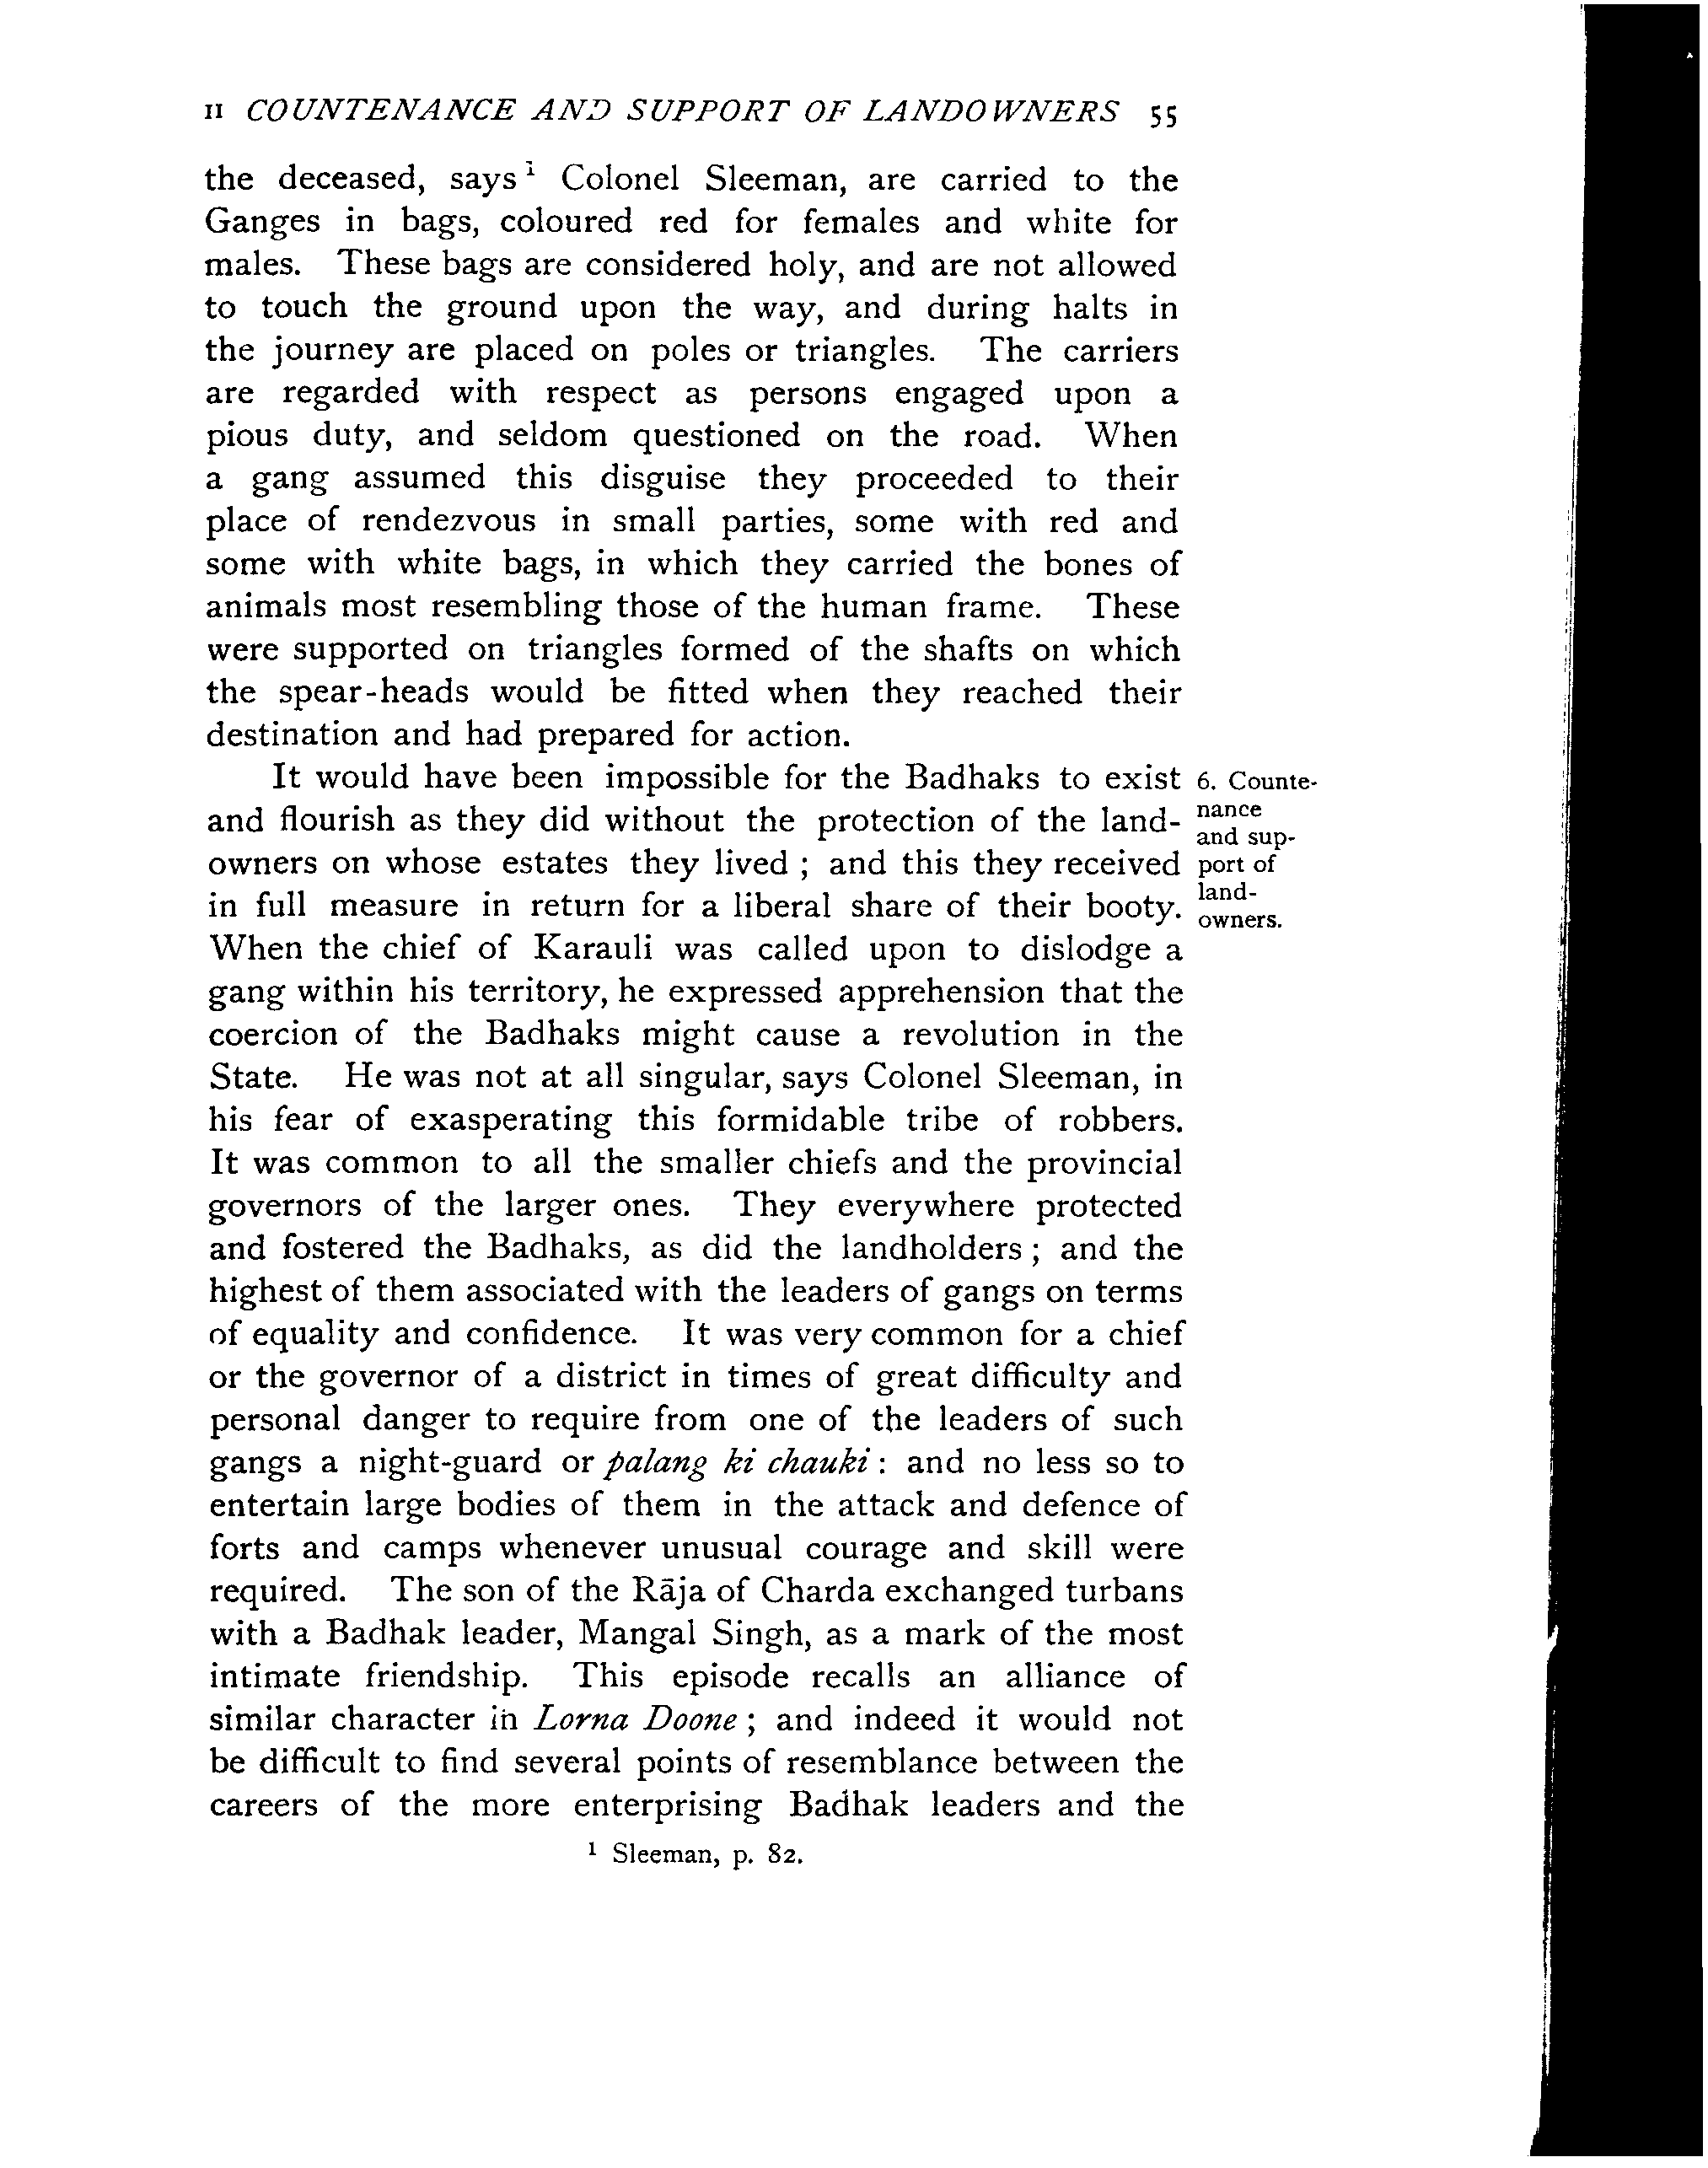 II COUNTENANCE AND SUPPORT OF LANDOWNERS 55
the deceased, says ¹ Colonel Sleeman, are carried to the
Ganges in bags, coloured red for females and white for
males. These bags are considered holy, and are not allowed
to touch the ground upon the way, and during halts in
the journey are placed on poles or triangles. The carriers
are regarded with respect as persons engaged upon a
pious duty, and seldom questioned on the road. When
a gang assumed this disguise they proceeded to their
place of rendezvous in small parties, some with red and
some with white bags, in which they carried the bones of
animals most resembling those of the human frame. These
were supported on triangles formed of the shafts on which
the spear-heads would be fitted when they reached their
destination and had prepared for action.
It would have been impossible for the Badhaks to exist
and flourish as they did without the protection of the land-
owners on whose estates they lived ; and this they received
in full measure in return for a liberal share of their booty.
6. Counte-
nance
and sup-
port of
land-
owners.
When the chief of Karauli was called upon to dislodge a
gang within his territory, he expressed apprehension that the
coercion of the Badhaks might cause a revolution in the
State. He was not at all singular, says Colonel Sleeman, in
his fear of exasperating this formidable tribe of robbers.
It was common to all the smaller chiefs and the provincial
governors of the larger ones. They everywhere protected
and fostered the Badhaks, as did the landholders ; and the
highest of them associated with the leaders of gangs on terms
of equality and confidence. It was very common for a chief
or the governor of a district in times of great difficulty and
personal danger to require from one of the leaders of such
gangs a night-guard or palang ki chauki : and no less so to
entertain large bodies of them in the attack and defence of
forts and camps whenever unusual courage and skill were
required. The son of the Rāja of Charda exchanged turbans
with a Badhak leader, Mangal Singh, as a mark of the most
intimate friendship. This episode recalls an alliance of
similar character in Lorna Doone ; and indeed it would not
be difficult to find several points of resemblance between the
careers of the more enterprising Badhak leaders and the
¹ Sleeman, p. 82.